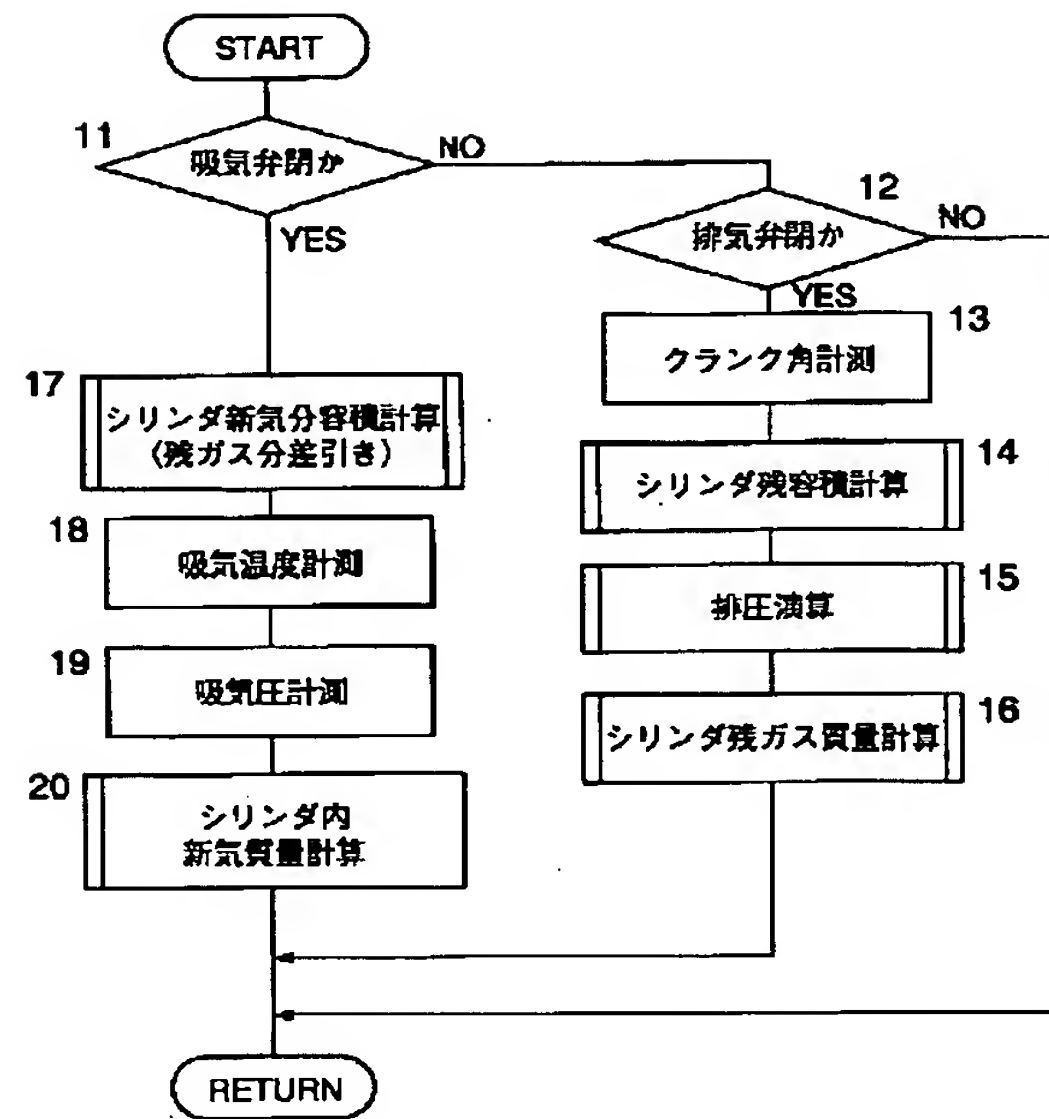 START
11
吸気弁閉か
NO
YES
12
排気弁閉か
NO
YES
13
クランク角計測
17
シリンダ新気分容積計算
(残ガス分差引き)
14
シリンダ残容積計算
18
吸気温度計測
15
排圧演算
19
吸気圧計測
16
シリンダ残ガス質量計算
20
シリンダ内
新気質量計算
RETURN